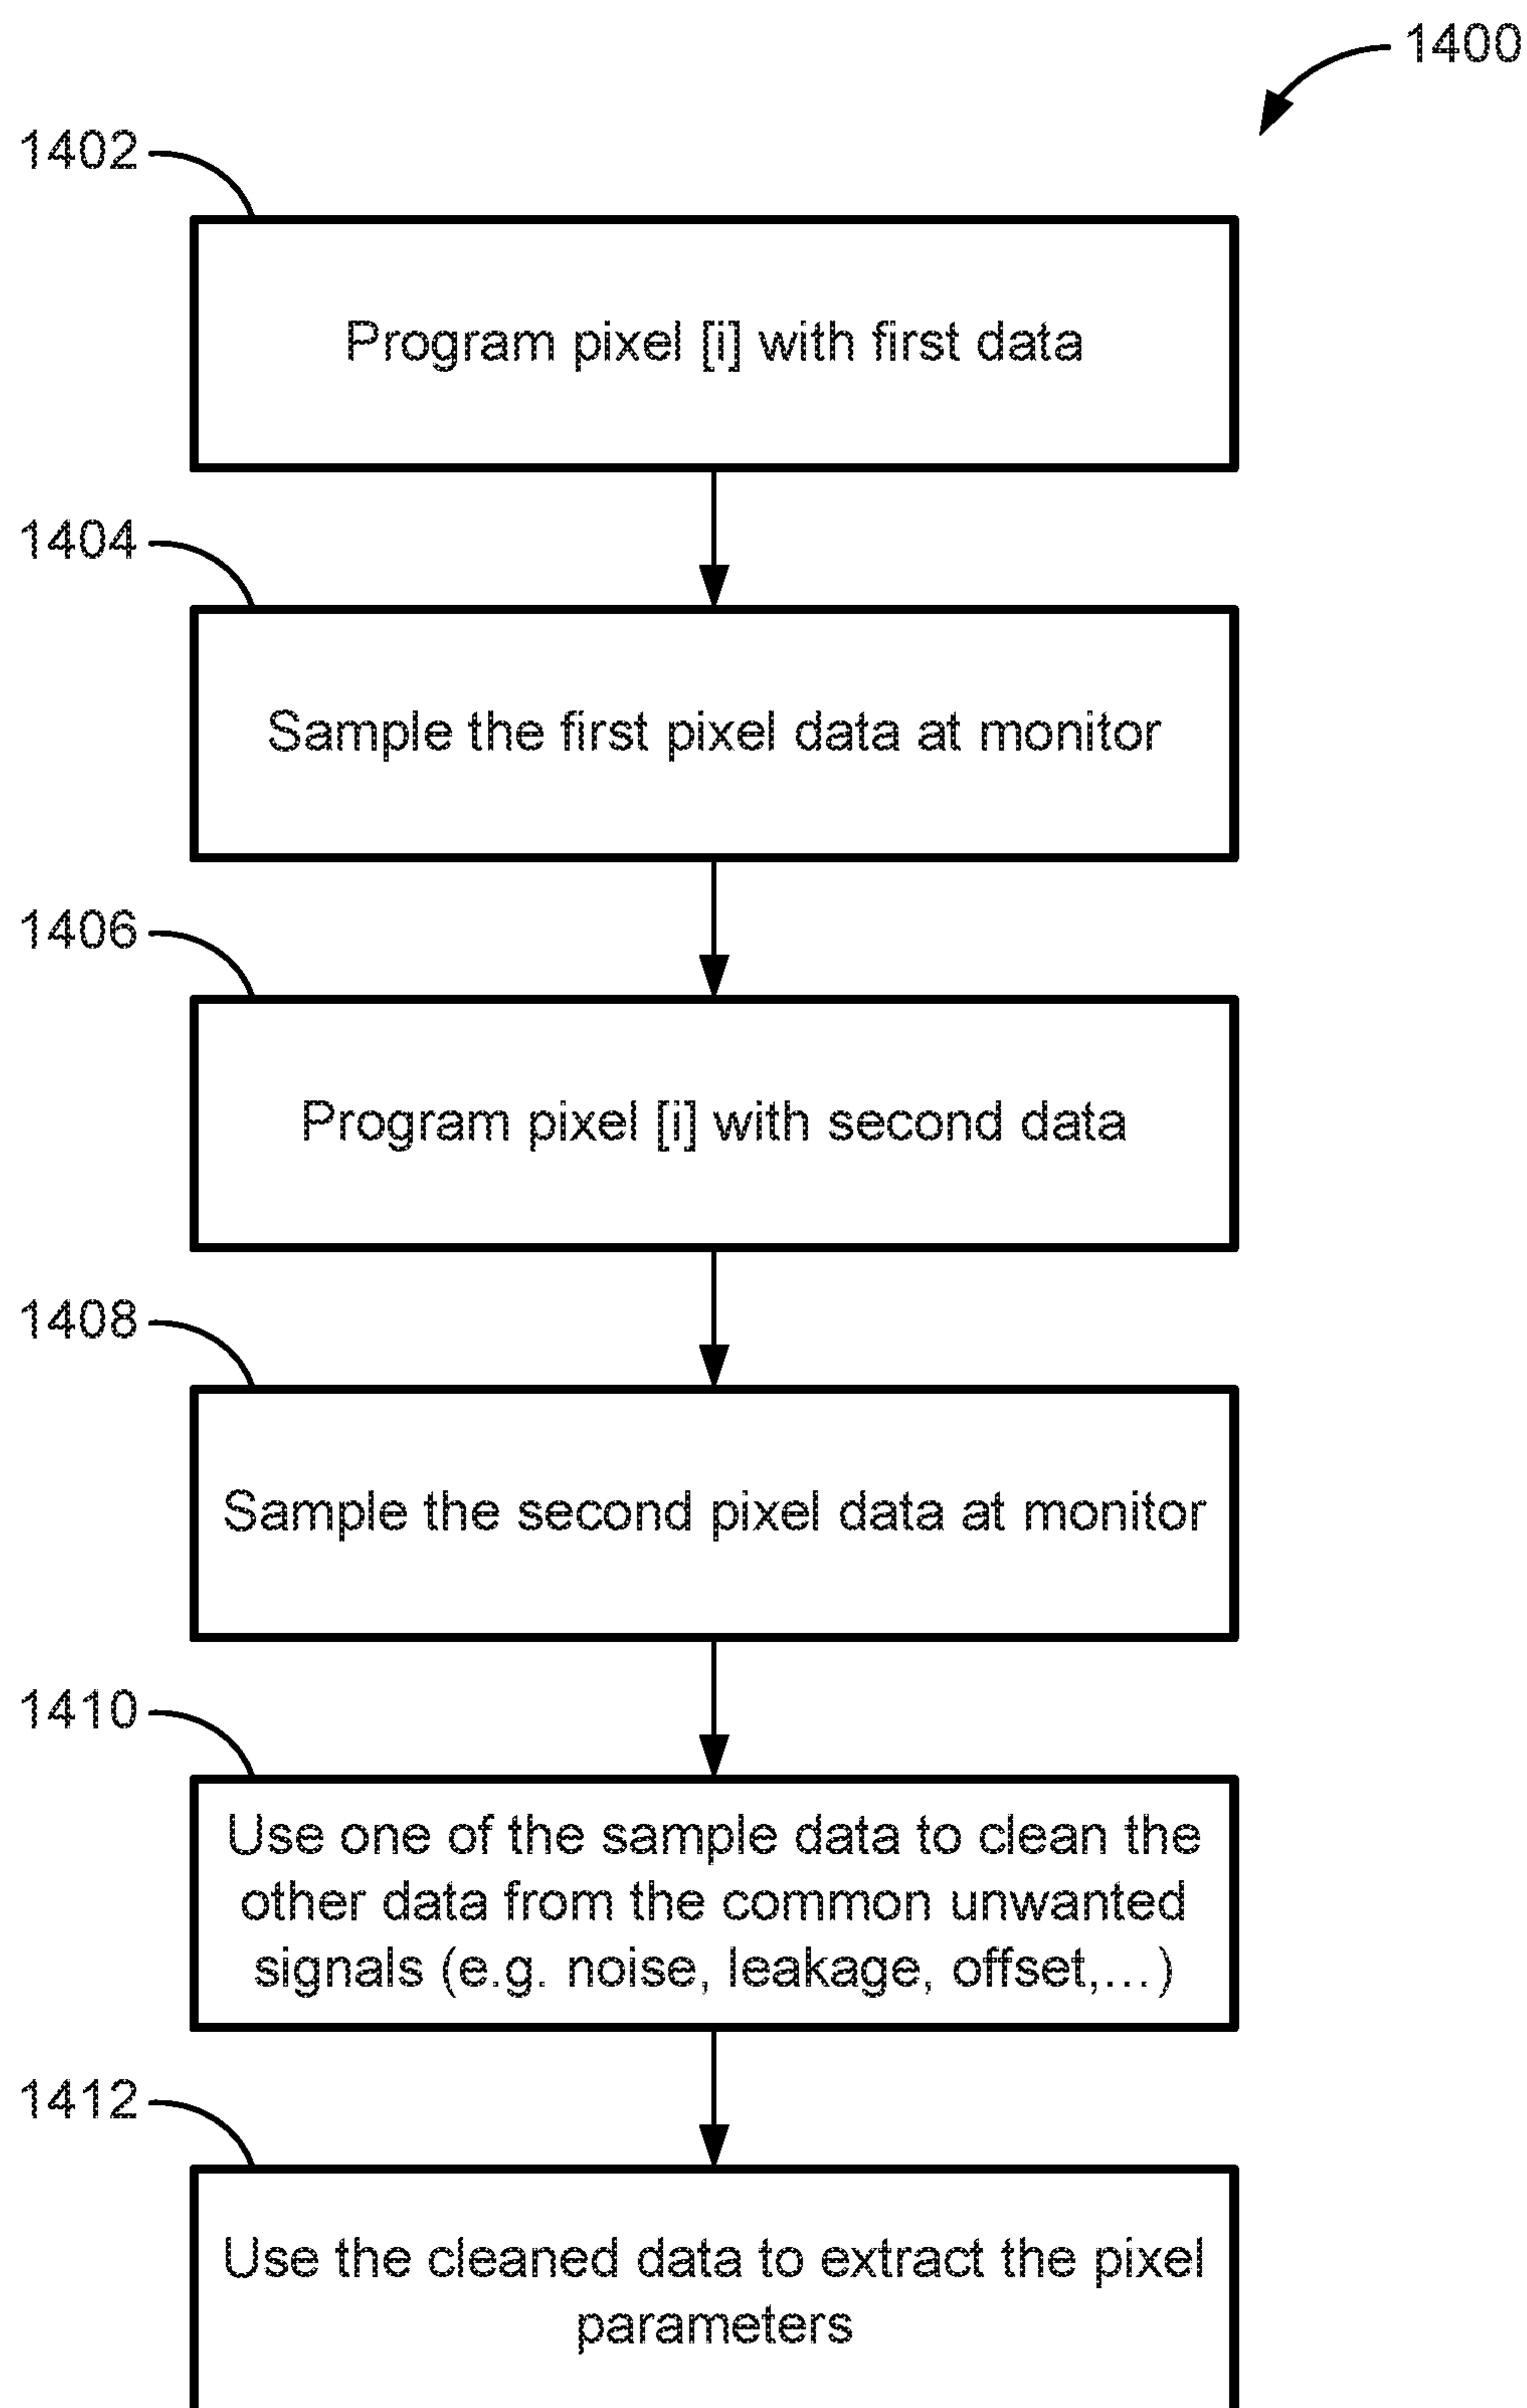 1400
1402
Program pixel [i] with first data
1404
Sample the first pixel data at monitor
1406
Program pixel [i] with second data
1408
Sample the second pixel data at monitor
1410
Use one of the sample data to clean the
other data from the common unwanted
signals (e.g. noise, leakage, offset,...)
1412
Use the cleaned data to extract the pixel
parameters